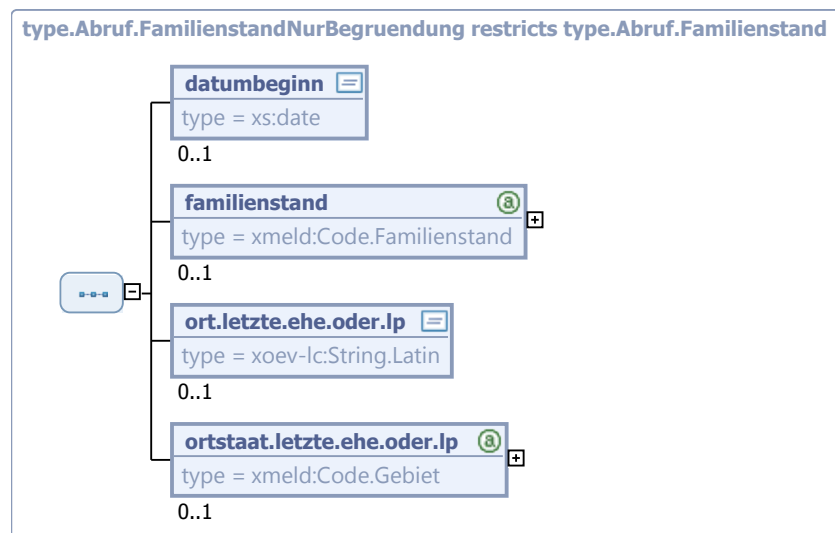 type.Abruf.FamilienstandNurBegruendung restricts type.Abruf.Familienstand
datumbeginn
type = xs:date
0..1
familienstand
type = xmeld:Code.Familienstand
0..1
ort.letzte.ehe.oder.lp
type = xoev-lc:String.Latin
0..1
ortstaat.letzte.ehe.oder.lp
type = xmeld:Code.Gebiet
0..1